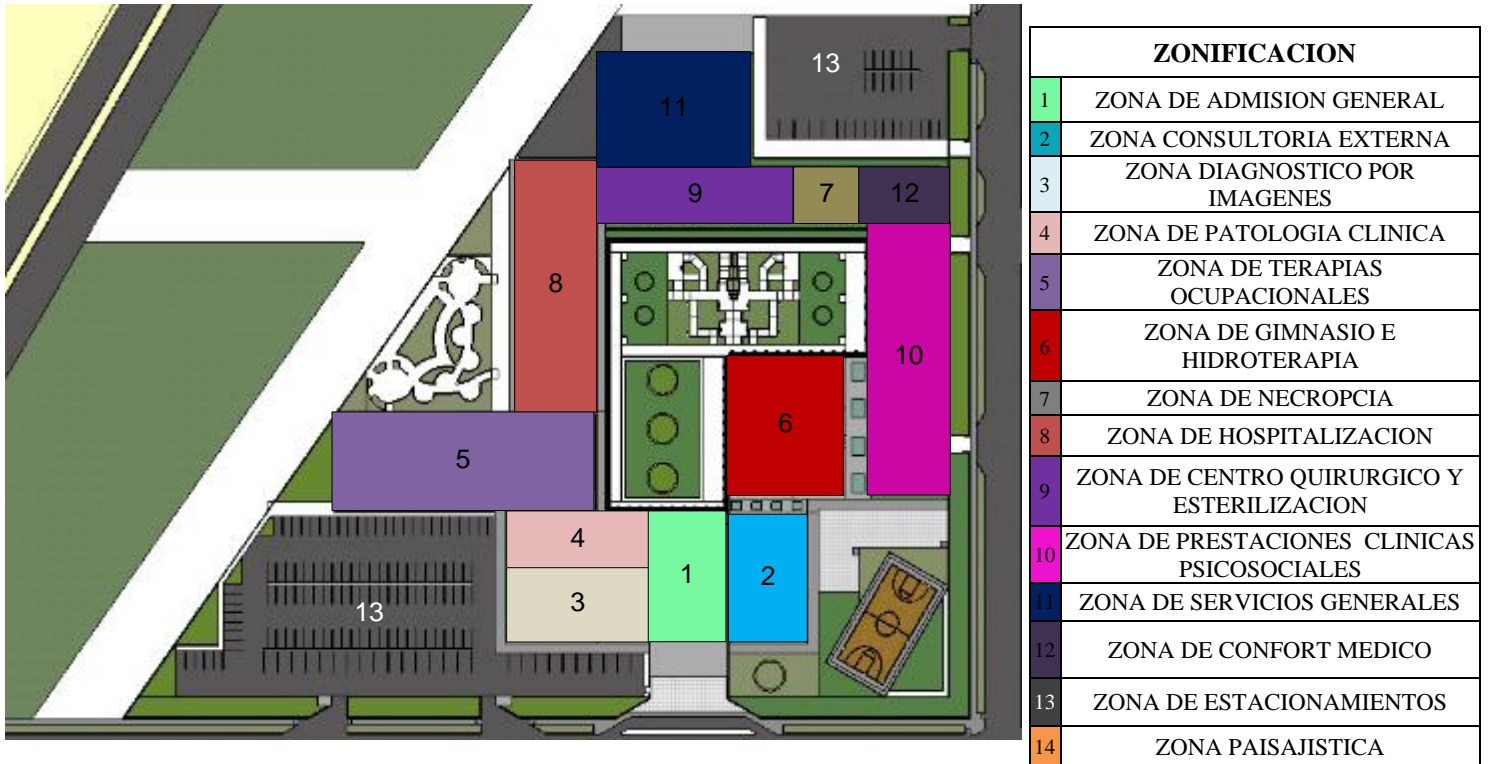 13
11
9
7
12
8
10
6
5
4
1
2
3
13
ZONIFICACION
1 ZONA DE ADMISION GENERAL
2 ZONA CONSULTORIA EXTERNA
3 ZONA DIAGNOSTICO POR
IMAGENES
4 ZONA DE PATOLOGIA CLINICA
5 ZONA DE TERAPIAS
OCUPACIONALES
6 ZONA DE GIMNASIO E
HIDROTERAPIA
7 ZONA DE NECROPCIA
8 ZONA DE HOSPITALIZACION
9 ZONA DE CENTRO QUIRURGICO Y
ESTERILIZACION
10 ZONA DE PRESTACIONES CLINICAS
PSICOSOCIALES
11 ZONA DE SERVICIOS GENERALES
12 ZONA DE CONFORT MEDICO
13 ZONA DE ESTACIONAMIENTOS
14 ZONA PAISAJISTICA